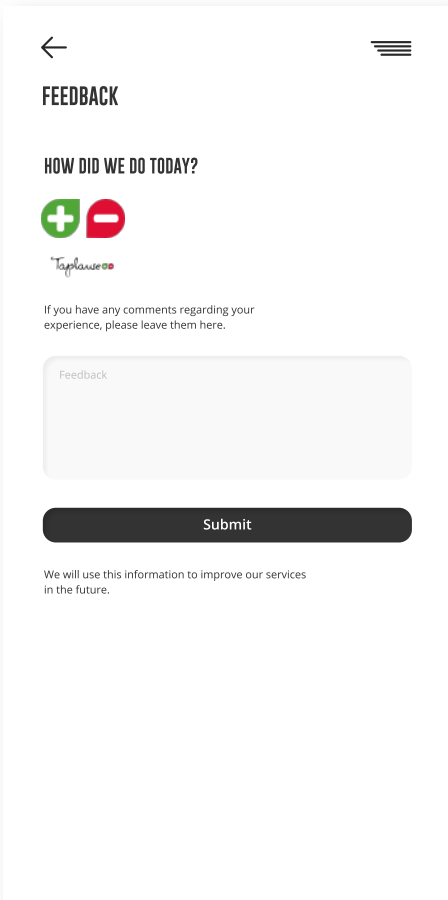 FEEDBACK
HOW DID WE DO TODAY?
Taplause
If you have any comments regarding your
experience, please leave them here.
Feedback
Submit
We will use this information to improve our services
in the future.